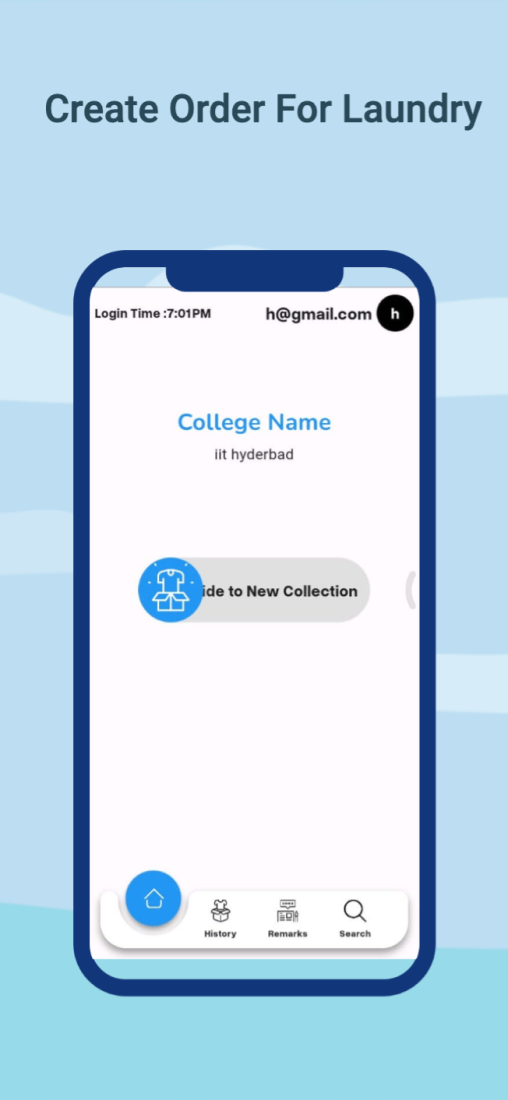 Create Order For Laundry
Login Time :7:01PM
h@gmail.com
h
College Name
iit hyderbad
ide to New Collection
History
Remarks
Search